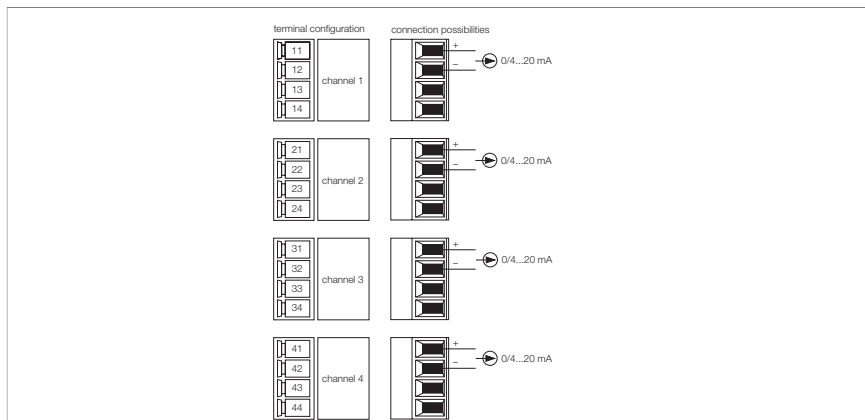 terminal configuration connection possibilities
11 +
12 – 0/4...20 mA
channel 1
13
14
21 +
22 – 0/4...20 mA
channel 2
23
24
31 +
32 – 0/4...20 mA
channel 3
33
34
41 +
42 – 0/4...20 mA
channel 4
43
44